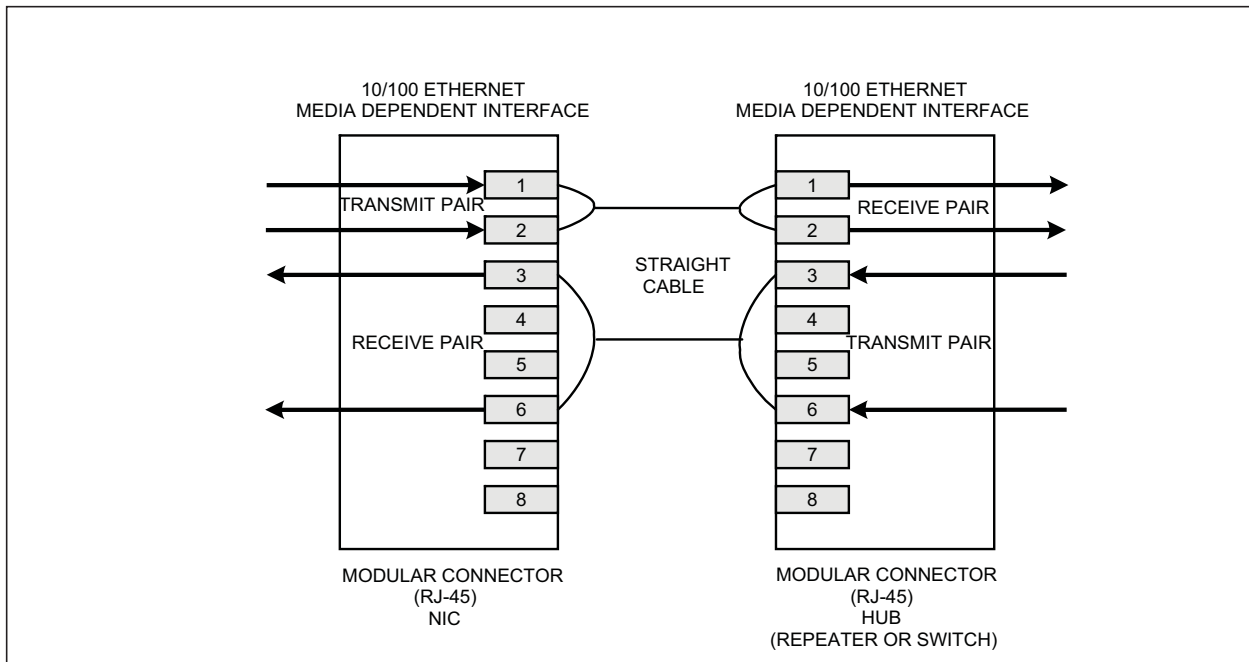 10/100 ETHERNET
MEDIA DEPENDENT INTERFACE
10/100 ETHERNET
MEDIA DEPENDENT INTERFACE
1
TRANSMIT PAIR
2
3
4
RECEIVE PAIR
5
6
7
8
STRAIGHT
CABLE
1
RECEIVE PAIR
2
3
4
TRANSMIT PAIR
5
6
7
8
MODULAR CONNECTOR
(RJ-45)
NIC
MODULAR CONNECTOR
(RJ-45)
HUB
(REPEATER OR SWITCH)